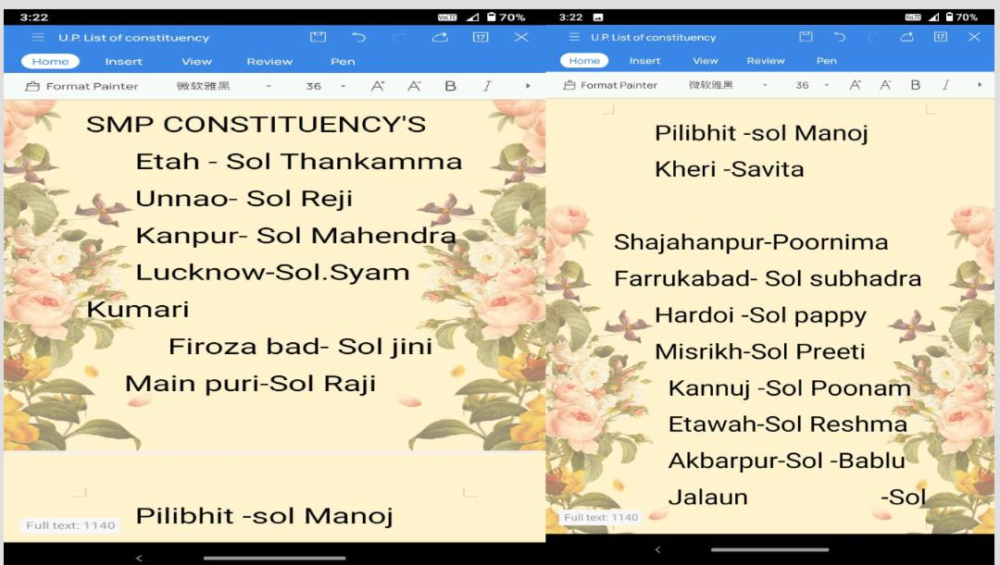 3:22
VoLTE 70%
U.P. List of constituency
17
Home Insert View Review Pen
Format Painter 微软雅黑 36 A+ A- B I
SMP CONSTITUENCY'S
Etah - Sol Thankamma
Unnao- Sol Reji
Kanpur- Sol Mahendra
Lucknow-Sol.Syam
Kumari
Firoza bad- Sol jini
Main puri-Sol Raji
Pilibhit -sol Manoj
Full text: 1140
3:22
VoLTE 70%
U.P. List of constituency
17
Home Insert View Review Pen
Format Painter 微软雅黑 36 A+ A- B I
Pilibhit -sol Manoj
Kheri -Savita
Shajahanpur-Poornima
Farrukabad- Sol subhadra
Hardoi -Sol pappy
Misrikh-Sol Preeti
Kannuj -Sol Poonam
Etawah-Sol Reshma
Akbarpur-Sol -Bablu
Jalaun -Sol
Full text: 1140